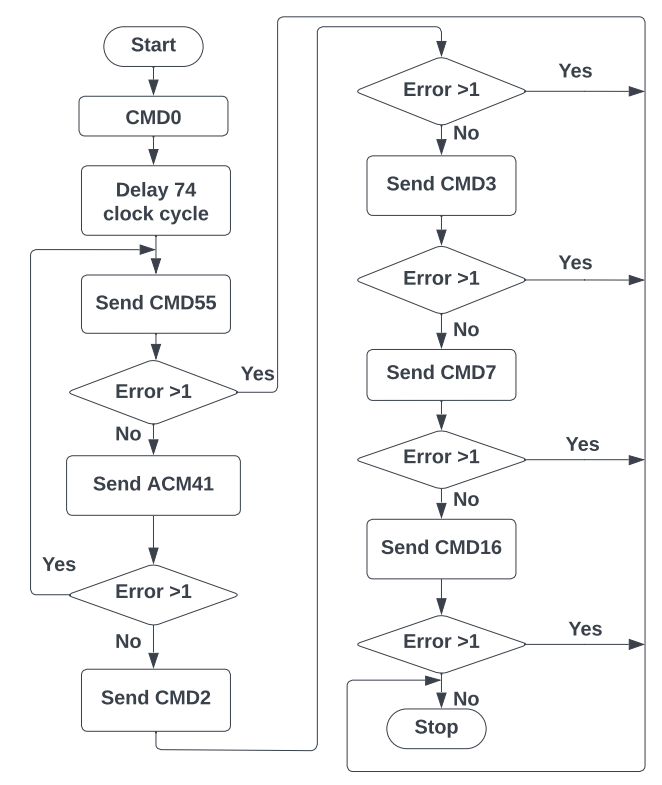 Start
CMD0
Delay 74
clock cycle
Send CMD55
Error >1
Yes
No
Send ACM41
Error >1
Yes
No
Send CMD2
Error >1
Yes
No
Send CMD3
Error >1
Yes
No
Send CMD7
Error >1
Yes
No
Send CMD16
Error >1
Yes
No
Stop